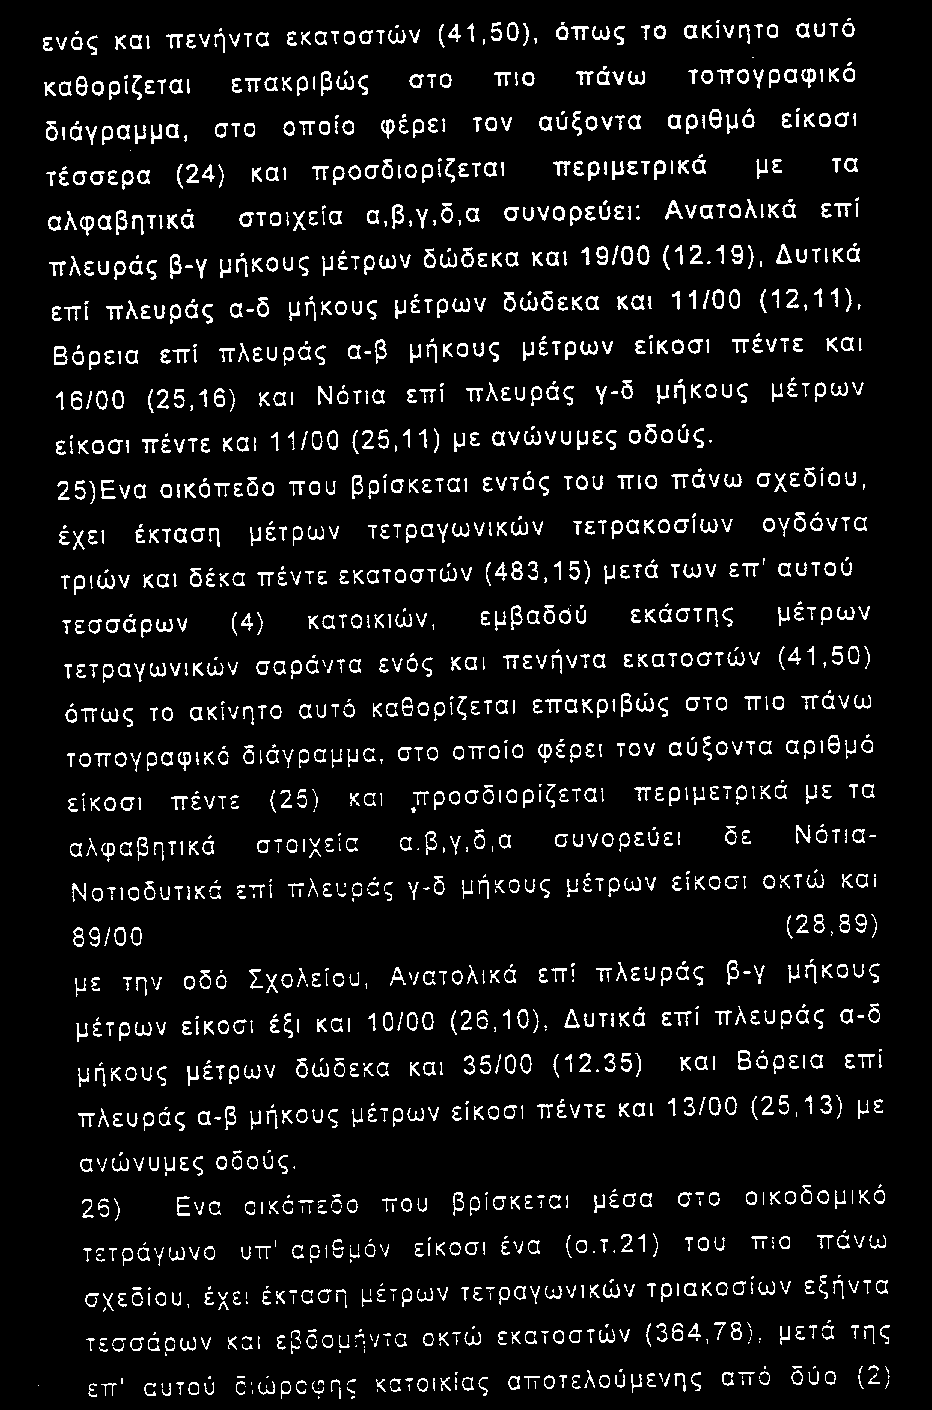 ενός και πενήντα εκατοστών (41,50), όπως το ακίνητο αυτό
καθορίζεται επακριβώς στο πιο πάνω τοπογραφικό
διάγραμμα, στο οποίο φέρει τον αύξοντα αριθμό είκοσι
τέσσερα (24) και προσδιορίζεται περιμετρικά με τα
αλφαβητικά στοιχεία α,β,γ,δ,α συνορεύει: Ανατολικά επί
πλευράς β-γ μήκους μέτρων δώδεκα και 19/00 (12.19), Δυτικά
επί πλευράς α-δ μήκους μέτρων δώδεκα και 11/00 (12,11),
Βόρεια επί πλευράς α-β μήκους μέτρων είκοσι πέντε και
16/00 (25,16) και Νότια επί πλευράς γ-δ μήκους μέτρων
είκοσι πέντε και 11/00 (25,11) με ανώνυμες οδούς.
25)Ενα οικόπεδο που βρίσκεται εντός του πιο πάνω σχεδίου,
έχει έκταση μέτρων τετραγωνικών τετρακοσίων ογδόντα
τριών και δέκα πέντε εκατοστών (483,15) μετά των επ' αυτού
τεσσάρων (4) κατοικιών, εμβαδού εκάστης μέτρων
τετραγωνικών σαράντα ενός και πενήντα εκατοστών (41,50)
όπως το ακίνητο αυτό καθορίζεται επακριβώς στο πιο πάνω
τοπογραφικό διάγραμμα, στο οποίο φέρει τον αύξοντα αριθμό
είκοσι πέντε (25) και προσδιορίζεται περιμετρικά με τα
αλφαβητικά στοιχεία α.β,γ,δ,α συνορεύει δε Νότια-
Νοτιοδυτικά επί πλευράς γ-δ μήκους μέτρων είκοσι οκτώ και
89/00 (28,89)
με την οδό Σχολείου, Ανατολικά επί πλευράς β-γ μήκους
μέτρων είκοσι έξι και 10/00 (26,10), Δυτικά επί πλευράς α-δ
μήκους μέτρων δώδεκα και 35/00 (12.35) και Βόρεια επί
πλευράς α-β μήκους μέτρων είκοσι πέντε και 13/00 (25,13) με
ανώνυμες οδούς.
26) Ενα οικόπεδο που βρίσκεται μέσα στο οικοδομικό
τετράγωνο υπ' αριθμόν είκοσι ένα (ο.τ.21) του πιο πάνω
σχεδίου, έχει έκταση μέτρων τετραγωνικών τριακοσίων εξήντα
τεσσάρων και εβδομήντα οκτώ εκατοστών (364,78), μετά της
επ' αυτού διώροφης κατοικίας αποτελούμενης από δύο (2)